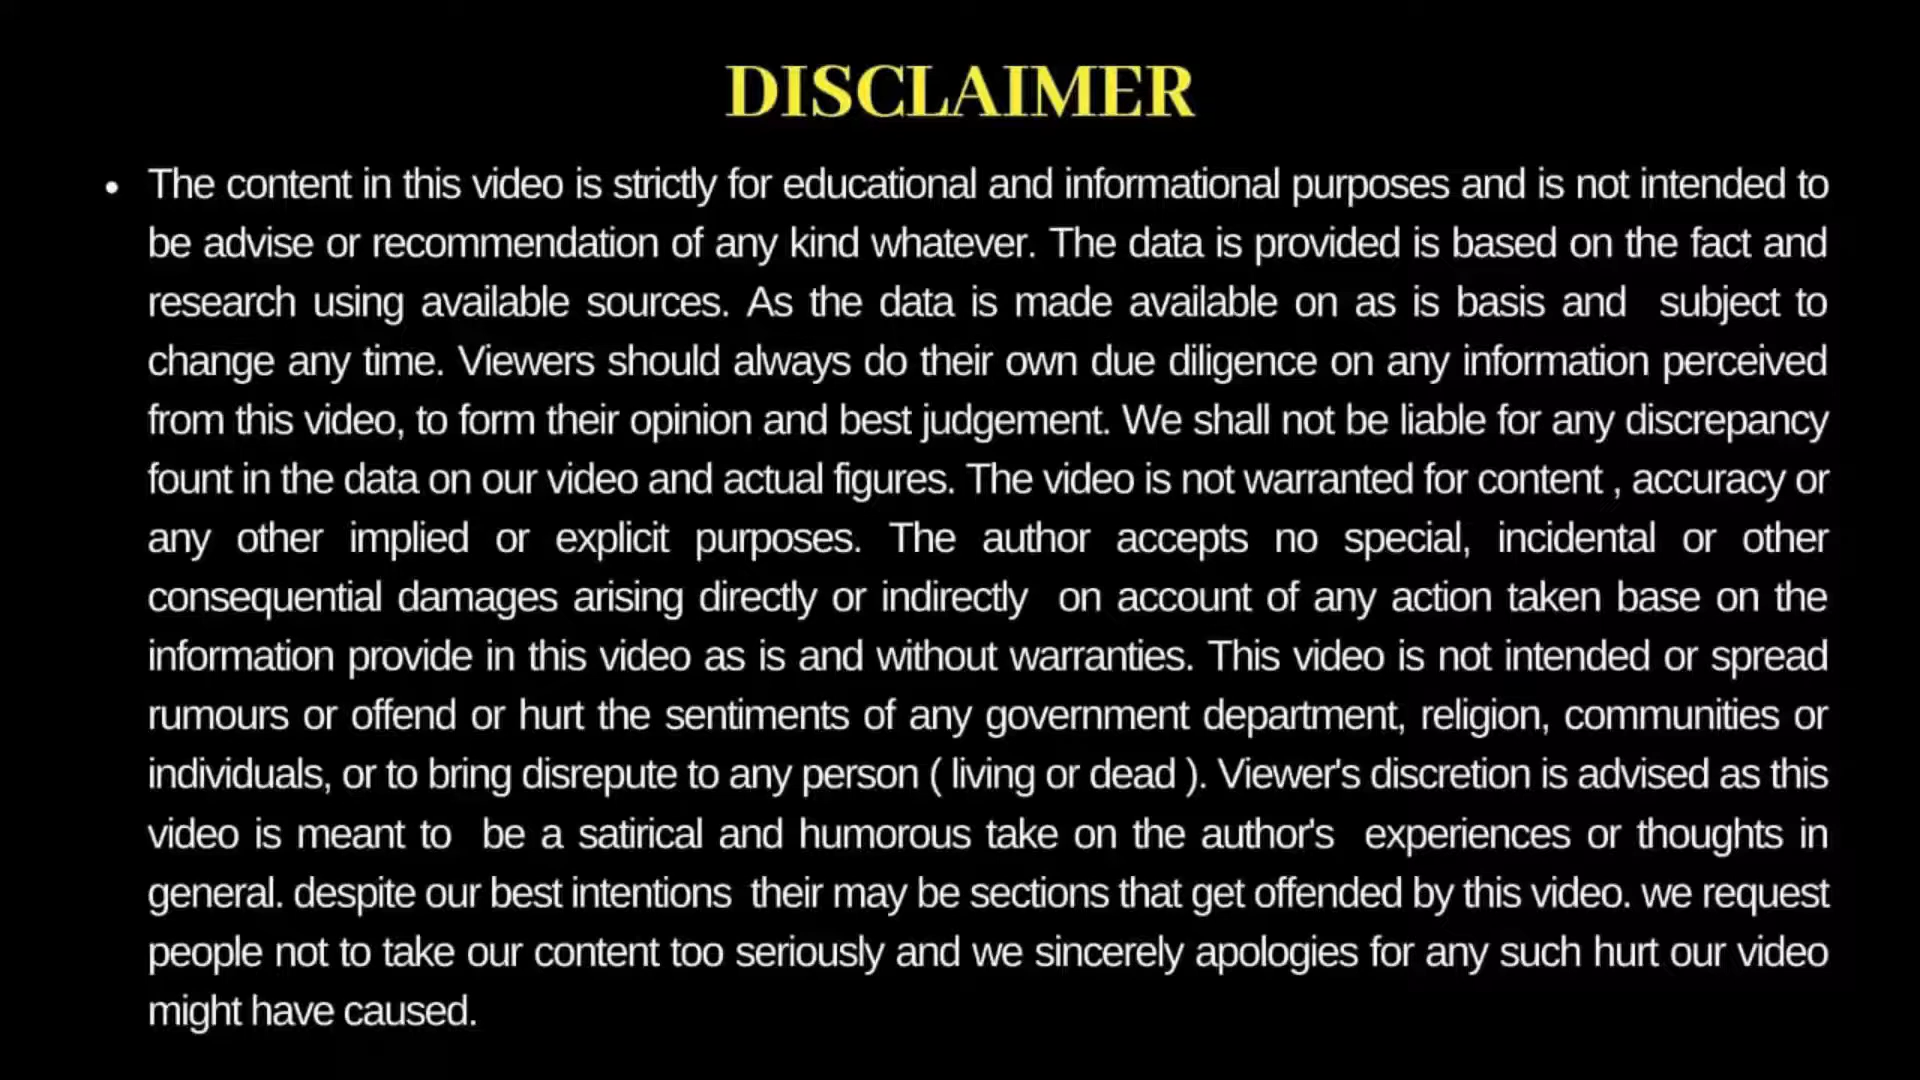 DISCLAIMER
• The content in this video is strictly for educational and informational purposes and is not intended to
be advise or recommendation of any kind whatever. The data is provided is based on the fact and
research using available sources. As the data is made available on as is basis and subject to
change any time. Viewers should always do their own due diligence on any information perceived
from this video, to form their opinion and best judgement. We shall not be liable for any discrepancy
fount in the data on our video and actual figures. The video is not warranted for content , accuracy or
any other implied or explicit purposes. The author accepts no special, incidental or other
consequential damages arising directly or indirectly on account of any action taken base on the
information provide in this video as is and without warranties. This video is not intended or spread
rumours or offend or hurt the sentiments of any government department, religion, communities or
individuals, or to bring disrepute to any person ( living or dead ). Viewer's discretion is advised as this
video is meant to be a satirical and humorous take on the author's experiences or thoughts in
general. despite our best intentions their may be sections that get offended by this video. we request
people not to take our content too seriously and we sincerely apologies for any such hurt our video
might have caused.